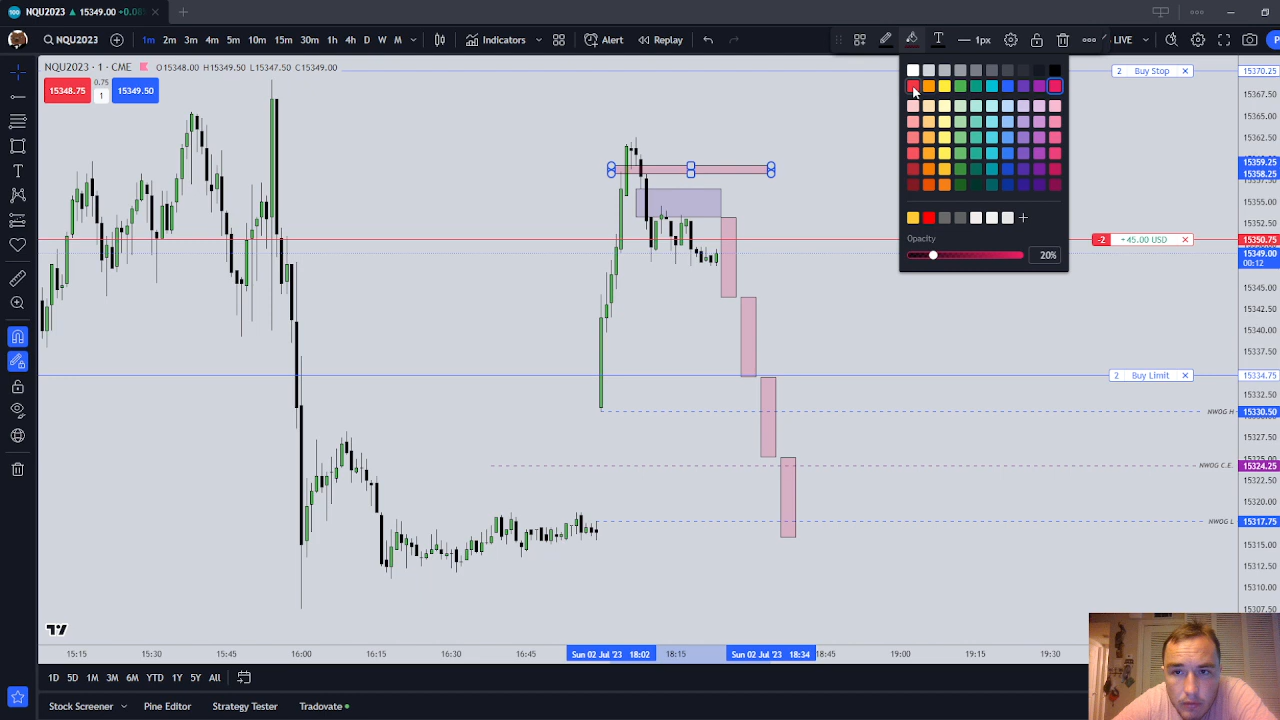 NQU2023 ▲ 15349.00 +0.08%
NQU2023 1m 2m 3m 4m 5m 10m 15m 30m 1h 4h D W M Indicators Alert Replay T 1px LIVE
NQU2023 · 1 · CME O15348.00 H15349.50 L15347.50 C15349.00
15348.75 0.75 1 15349.50
2 Buy Stop 15370.25
15367.50
15365.00
15362.50
15359.25
15358.25
15355.00
15352.50
-2 +45.00 USD 15350.75
15349.00
00:12
Opacity
20%
15345.00
15342.50
15340.00
15337.50
2 Buy Limit 15334.75
15332.50
NWOG H 15330.50
15327.50
NWOG C.E. 15324.25
15322.50
15320.00
NWOG L 15317.75
15315.00
15312.50
15310.00
15307.50
15:15 15:30 15:45 16:00 16:15 16:30 16:45 Sun 02 Jul '23 18:02 18:15 Sun 02 Jul '23 18:34 18:45 19:00 19:15 19:30
1D 5D 1M 3M 6M YTD 1Y 5Y All
Stock Screener Pine Editor Strategy Tester Tradovate